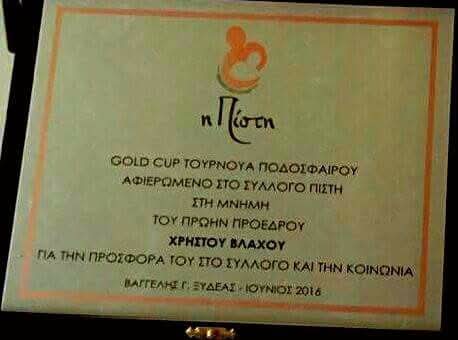 η Πίστη
GOLD CUP ΤΟΥΡΝΟΥΑ ΠΟΔΟΣΦΑΙΡΟΥ
ΑΦΙΕΡΩΜΕΝΟ ΣΤΟ ΣΥΛΛΟΓΟ ΠΙΣΤΗ
ΣΤΗ ΜΝΗΜΗ
ΤΟΥ ΠΡΩΗΝ ΠΡΟΕΔΡΟΥ
ΧΡΗΣΤΟΥ ΒΛΑΧΟΥ
ΓΙΑ ΤΗΝ ΠΡΟΣΦΟΡΑ ΤΟΥ ΣΤΟ ΣΥΛΛΟΓΟ ΚΑΙ ΤΗΝ ΚΟΙΝΩΝΙΑ
ΒΑΓΓΕΛΗΣ Γ. ΞΥΔΕΑΣ - ΙΟΥΝΙΟΣ 2016